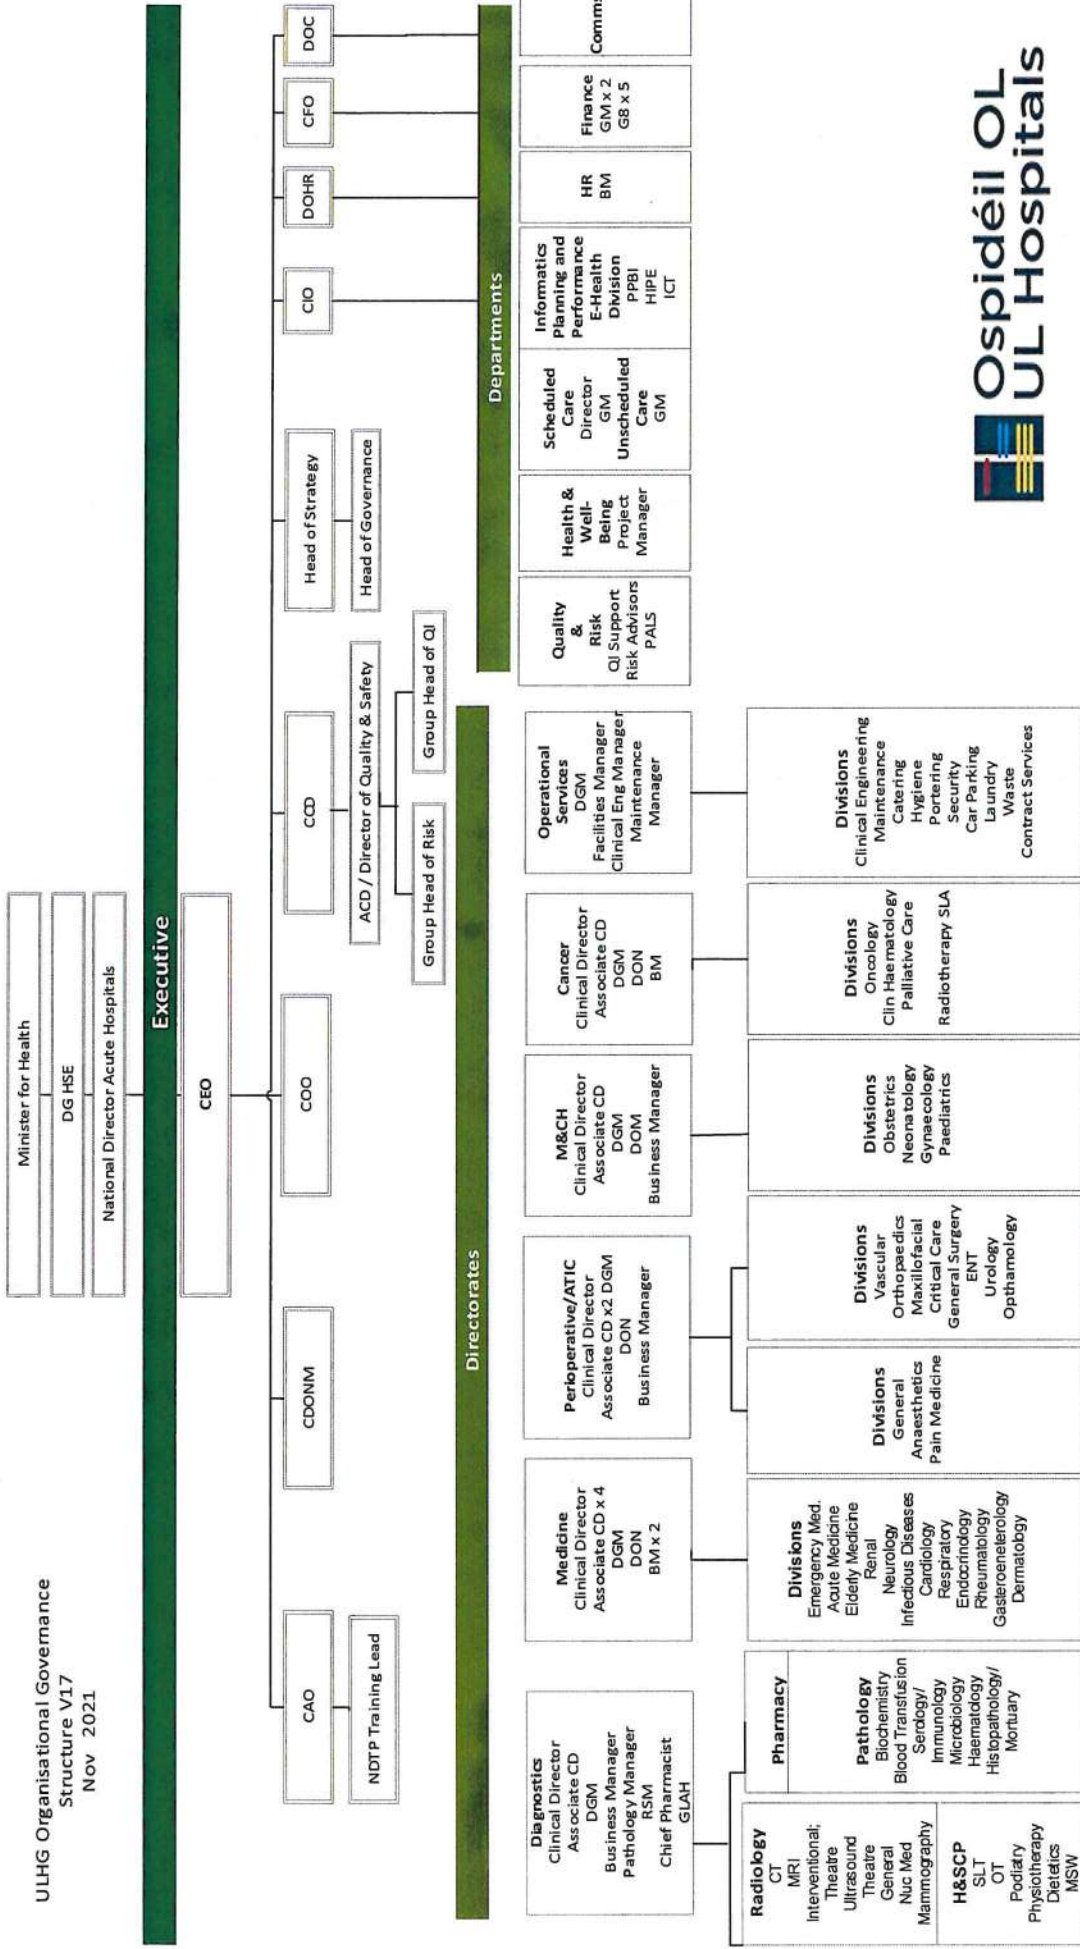 ULHG Organisational Governance
Structure V17
Nov 2021
Minister for Health
DG HSE
National Director Acute Hospitals
Executive
CEO
CAO
CDONM
COO
CCD
Head of Strategy
CIO
DOHR
CFO
DOC
NDTP Training Lead
ACD / Director of Quality & Safety
Head of Governance
Group Head of Risk
Group Head of QI
Directorates
Departments
Diagnostics
Clinical Director
Associate CD
DGM
Business Manager
Pathology Manager
RSM
Chief Pharmacist
GLAH
Medicine
Clinical Director
Associate CD x 4
DGM
DON
BM x 2
Perioperative/ATIC
Clinical Director
Associate CD x2 DGM
DON
Business Manager
M&CH
Clinical Director
Associate CD
DGM
DOM
Business Manager
Cancer
Clinical Director
Associate CD
DGM
DON
BM
Operational
Services
DGM
Facilities Manager
Clinical Eng Manager
Maintenance
Manager
Quality
&
Risk
QI Support
Risk Advisors
PALS
Health &
Well-
Being
Project
Manager
Scheduled
Care
Director
GM
Unscheduled
Care
GM
Informatics
Planning and
Performance
E-Health
Division
PPBI
HIPE
ICT
HR
BM
Finance
GM x 2
G8 x 5
Comms
Radiology
CT
MRI
Interventional;
Theatre
Ultrasound
Theatre
General
Nuc Med
Mammography
H&SCP
SLT
OT
Podiatry
Physiotherapy
Dietetics
MSW
Pharmacy
Pathology
Biochemistry
Blood Transfusion
Serology/
Immunology
Microbiology
Haematology
Histopathology/
Mortuary
Divisions
Emergency Med.
Acute Medicine
Elderly Medicine
Renal
Neurology
Infectious Diseases
Cardiology
Respiratory
Endocrinology
Rheumatology
Gasteroeneterology
Dermatology
Divisions
General
Anaesthetics
Pain Medicine
Divisions
Vascular
Orthopaedics
Maxillofacial
Critical Care
General Surgery
ENT
Urology
Opthamology
Divisions
Obstetrics
Neonatology
Gynaecology
Paediatrics
Divisions
Oncology
Clin Haematology
Palliative Care
Radiotherapy SLA
Divisions
Clinical Engineering
Maintenance
Catering
Hygiene
Portering
Security
Car Parking
Laundry
Waste
Contract Services
Ospidéil OL
UL Hospitals